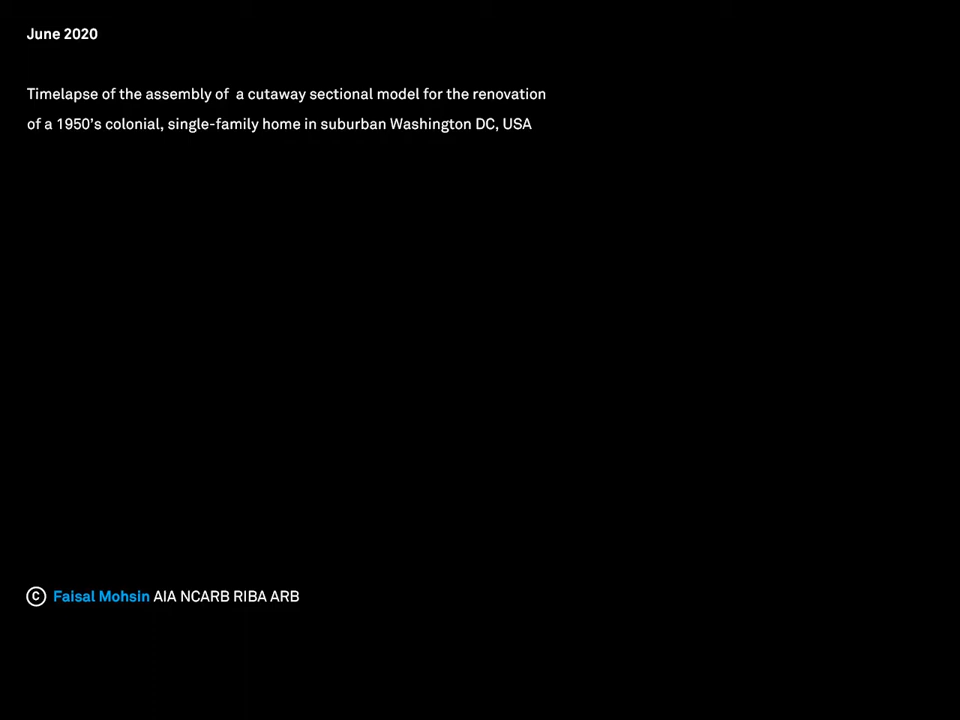 June 2020
Timelapse of the assembly of  a cutaway sectional model for the renovation
of a 1950's colonial, single-family home in suburban Washington DC, USA
© Faisal Mohsin AIA NCARB RIBA ARB